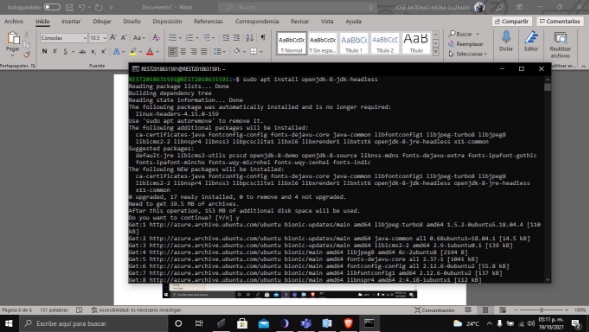 Autoguardado
Documento1 - Word
Buscar
JOSE ANTONIO MORA GUZMAN
Archivo Inicio Insertar Dibujar Diseño Disposición Referencias Correspondencia Revisar Vista Ayuda
Compartir Comentarios
Pegar Consolas 10.5
N K S
AaBbCcDc AaBbCcDc AaBbCc AaBbCc AaB
1 Normal 1 Sin espa... Título 1 Título 2 Título
Buscar
Reemplazar
Seleccionar
Dictar Editor Reutilizar archivos
Portapapeles
REST2018631591@REST2018631591: ~
REST2018631591@REST2018631591:~$ sudo apt install openjdk-8-jdk-headless
Reading package lists... Done
Building dependency tree
Reading state information... Done
The following package was automatically installed and is no longer required:
linux-headers-4.15.0-159
Use 'sudo apt autoremove' to remove it.
The following additional packages will be installed:
ca-certificates-java fontconfig-config fonts-dejavu-core java-common libfontconfig1 libjpeg-turbo8 libjpeg8
liblcms2-2 libnspr4 libnss3 libpcsclite1 libxi6 libxrender1 libxtst6 openjdk-8-jre-headless x11-common
Suggested packages:
default-jre liblcms2-utils pcscd openjdk-8-demo openjdk-8-source libnss-mdns fonts-dejavu-extra fonts-ipafont-gothic
fonts-ipafont-mincho fonts-wqy-microhei fonts-wqy-zenhei fonts-indic
The following NEW packages will be installed:
ca-certificates-java fontconfig-config fonts-dejavu-core java-common libfontconfig1 libjpeg-turbo8 libjpeg8
liblcms2-2 libnspr4 libnss3 libpcsclite1 libxi6 libxrender1 libxtst6 openjdk-8-jdk-headless openjdk-8-jre-headless
x11-common
0 upgraded, 17 newly installed, 0 to remove and 4 not upgraded.
Need to get 39.5 MB of archives.
After this operation, 153 MB of additional disk space will be used.
Do you want to continue? [Y/n] y
Get:1 http://azure.archive.ubuntu.com/ubuntu bionic-updates/main amd64 libjpeg-turbo8 amd64 1.5.2-0ubuntu5.18.04.4 [110
kB]
Get:2 http://azure.archive.ubuntu.com/ubuntu bionic-updates/main amd64 java-common all 0.68ubuntu1~18.04.1 [14.5 kB]
Get:3 http://azure.archive.ubuntu.com/ubuntu bionic-updates/main amd64 liblcms2-2 amd64 2.9-1ubuntu0.1 [139 kB]
Get:4 http://azure.archive.ubuntu.com/ubuntu bionic/main amd64 libjpeg8 amd64 8c-2ubuntu8 [2194 B]
Get:5 http://azure.archive.ubuntu.com/ubuntu bionic/main amd64 fonts-dejavu-core all 2.37-1 [1041 kB]
Get:6 http://azure.archive.ubuntu.com/ubuntu bionic/main amd64 fontconfig-config all 2.12.6-0ubuntu2 [55.8 kB]
Get:7 http://azure.archive.ubuntu.com/ubuntu bionic/main amd64 libfontconfig1 amd64 2.12.6-0ubuntu2 [137 kB]
Get:8 http://azure.archive.ubuntu.com/ubuntu bionic/main amd64 libnspr4 amd64 2:4.18-1ubuntu1 [112 kB]
Página 6 de 6 131 palabras Accesibilidad: es necesario investigar
Concentración
100%
Escribe aquí para buscar
24°C
05:11 p. m.
19/10/2021